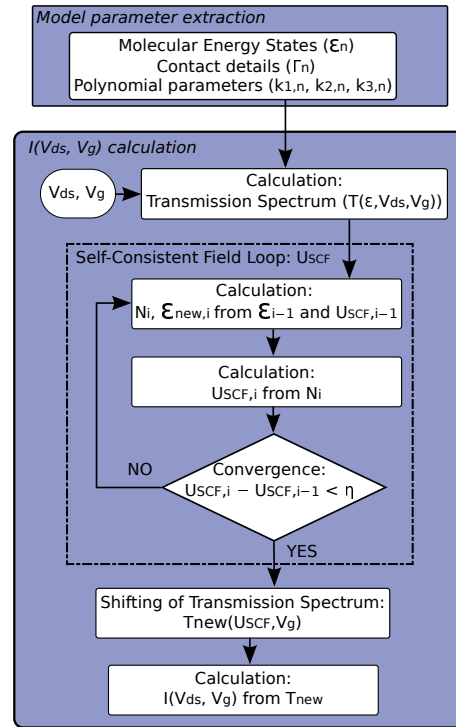 Model parameter extraction
Molecular Energy States (Ɛn)
Contact details (Γn)
Polynomial parameters (k1,n, k2,n, k3,n)
I(Vds, Vg) calculation
Vds, Vg
Calculation:
Transmission Spectrum (T(ε,Vds,Vg))
Self-Consistent Field Loop: USCF
Calculation:
Ni, Ɛnew,i from Ɛi−1 and USCF,i−1
Calculation:
USCF,i from Ni
NO
Convergence:
USCF,i − USCF,i−1 < η
YES
Shifting of Transmission Spectrum:
Tnew(USCF,Vg)
Calculation:
I(Vds, Vg) from Tnew